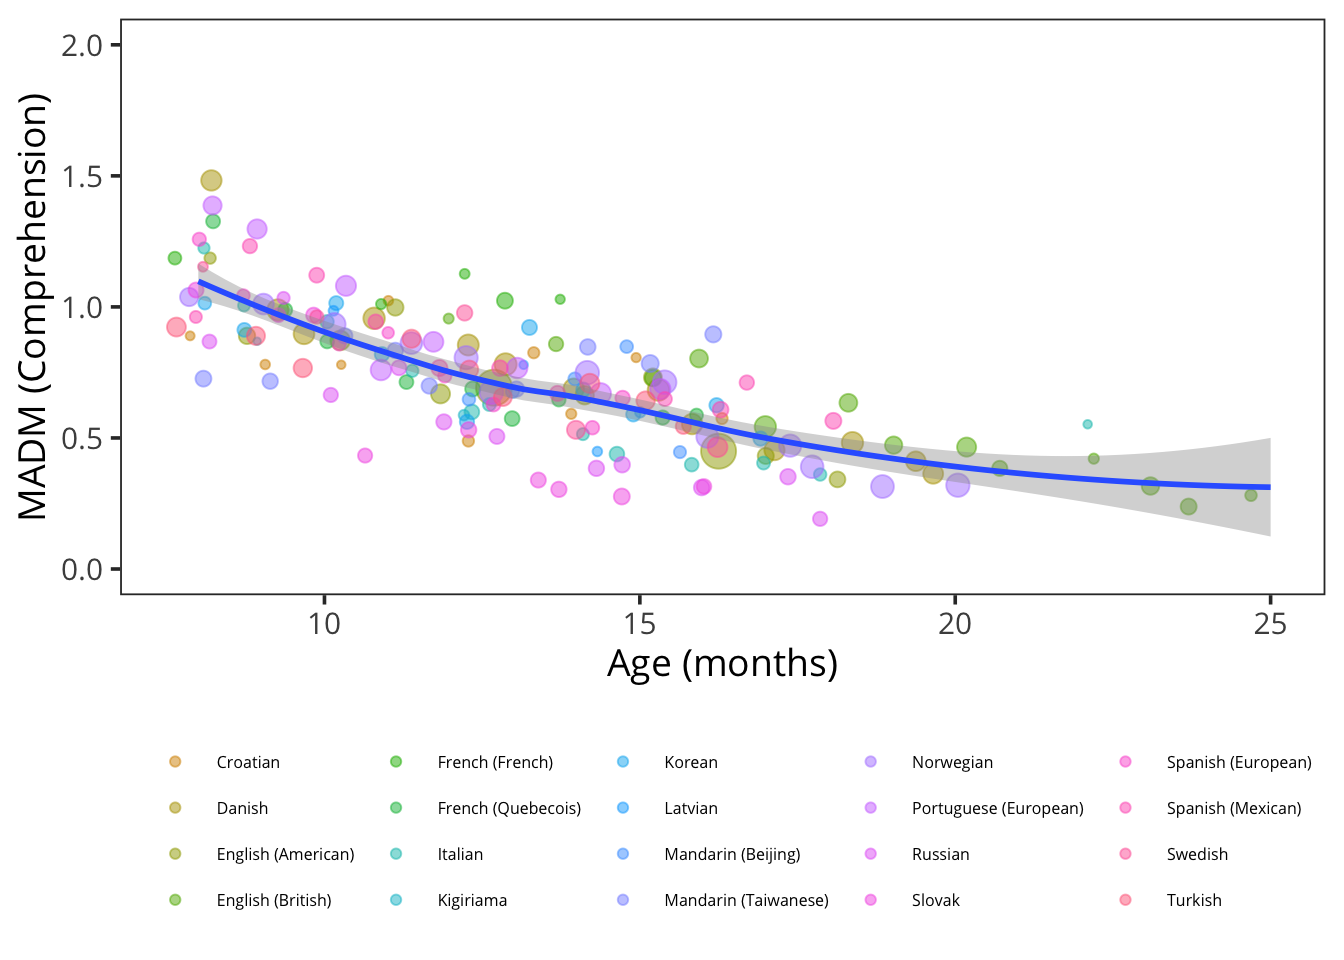 2.0
1.5
1.0
0.5
0.0
MADM (Comprehension)
10 15 20 25
Age (months)
Croatian French (French) Korean Norwegian Spanish (European)
Danish French (Quebecois) Latvian Portuguese (European) Spanish (Mexican)
English (American) Italian Mandarin (Beijing) Russian Swedish
English (British) Kigiriama Mandarin (Taiwanese) Slovak Turkish